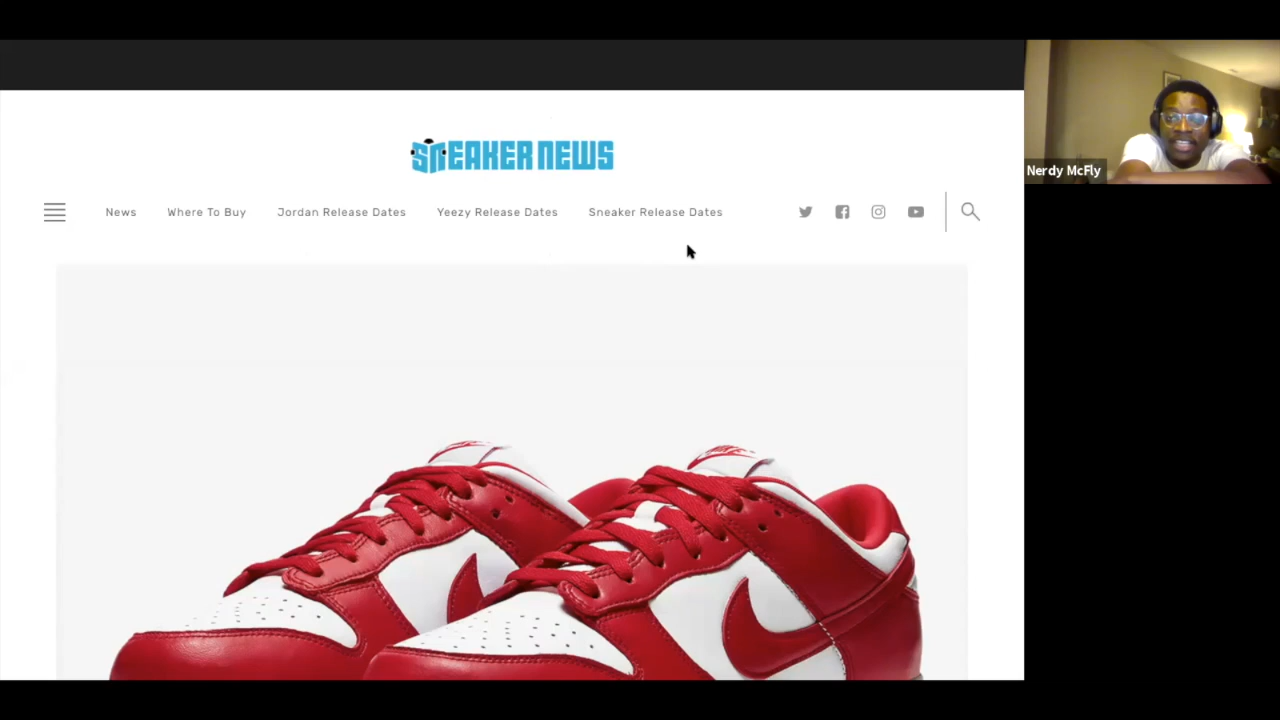 SNEAKER NEWS
Nerdy McFly
News Where To Buy Jordan Release Dates Yeezy Release Dates Sneaker Release Dates